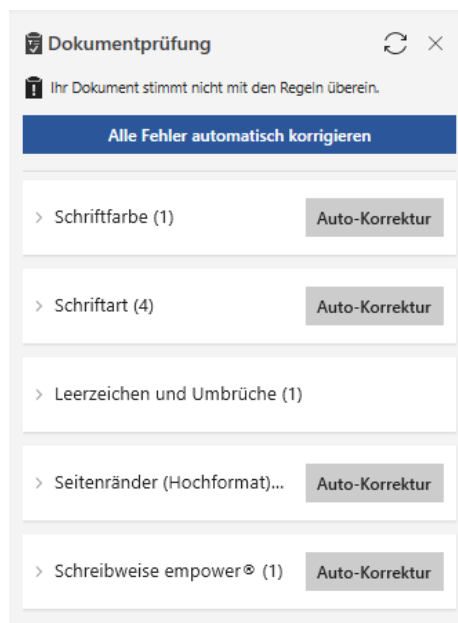 Dokumentprüfung
Ihr Dokument stimmt nicht mit den Regeln überein.
Alle Fehler automatisch korrigieren
Schriftfarbe (1) Auto-Korrektur
Schriftart (4) Auto-Korrektur
Leerzeichen und Umbrüche (1)
Seitenränder (Hochformat)... Auto-Korrektur
Schreibweise empower® (1) Auto-Korrektur